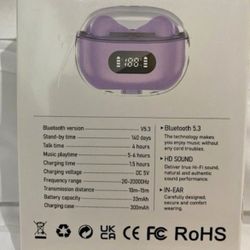 188%
Bluetooth version V5.3
Stand-by time 140 days
Talk time 4 hours
Music playtime 5-6 hours
Charging time 1.5 hours
Charging voltage DC 5V
Frequency range 20-20000Hz
Transmission distance 10m-15m
Battery capacity 35mAh
Charging case 300mAh
▸ Bluetooth 5.3
The technology makes
you enjoy music without
any cord troubles.
▸ HD SOUND
Deliver true Hi-Fi sound,
natural and authentic
sound quality.
▸ IN-EAR
Carefully designed,
secure and comfort
wearing.
UK
CA
FC CE RoHS